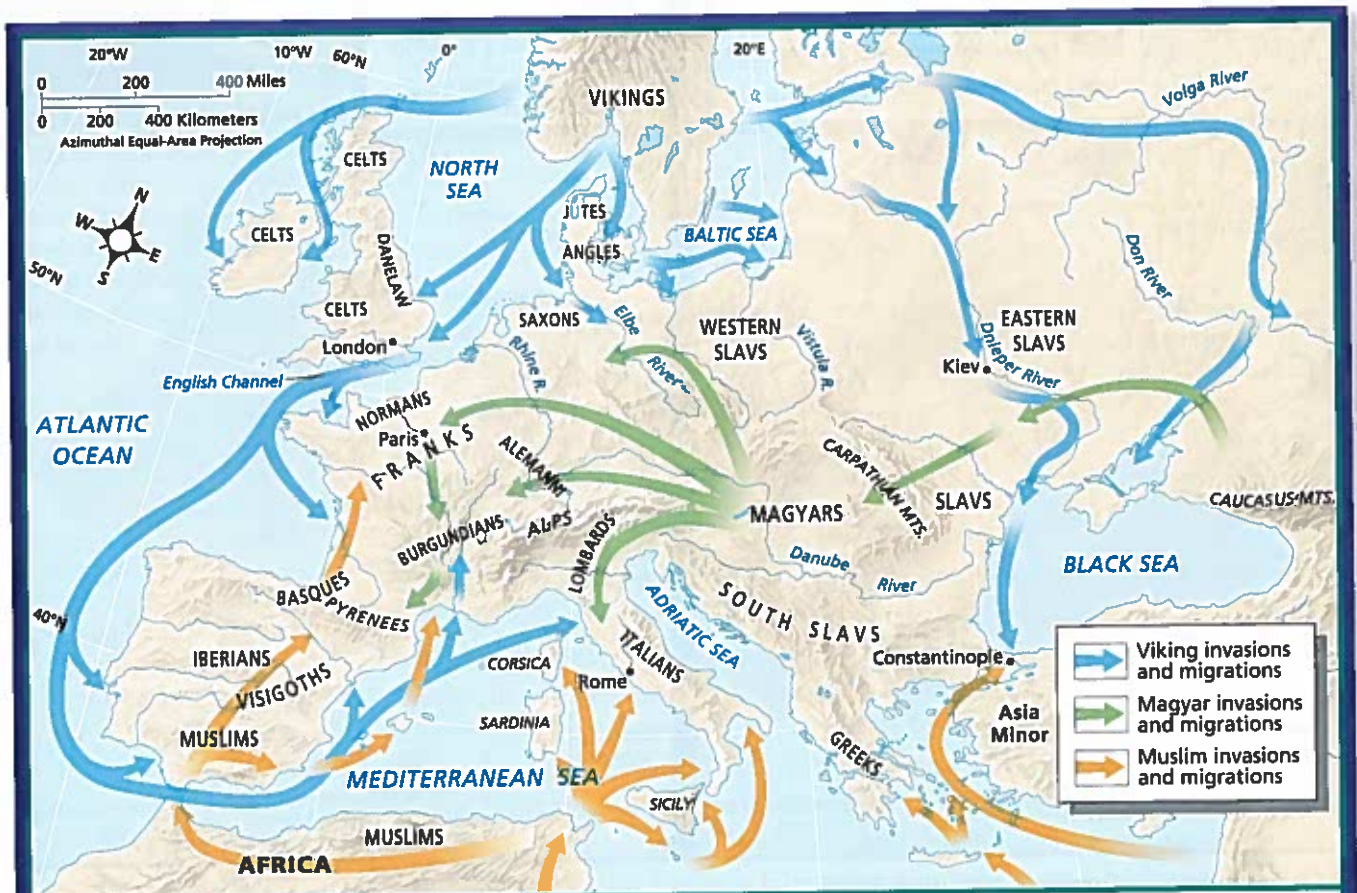 20°W
10°W
60°N
0°
20°E
0 200 400 Miles
0 200 400 Kilometers
Azimuthal Equal-Area Projection
VIKINGS
Volga River
CELTS
NORTH
SEA
N
W
E
S
CELTS
JUTES
ANGLES
BALTIC SEA
DANELAW
Don River
50°N
CELTS
SAXONS
Elbe
River
WESTERN
SLAVS
Vistula R.
EASTERN
SLAVS
London
Rhine R.
Dnieper River
Kiev
English Channel
ATLANTIC
OCEAN
NORMANS
Paris
FRANKS
ALEMANNI
CARPATHIAN MTS.
SLAVS
CAUCASUS MTS.
MAGYARS
BURGUNDIANS
ALPS
LOMBARDS
Danube
River
BLACK SEA
BASQUES
PYRENEES
ADRIATIC SEA
SOUTH SLAVS
40°N
IBERIANS
VISIGOTHS
CORSICA
ITALIANS
Rome
Constantinople
Viking invasions
and migrations
Magyar invasions
and migrations
Muslim invasions
and migrations
SARDINIA
Asia
Minor
MUSLIMS
GREEKS
MEDITERRANEAN SEA
SICILY
MUSLIMS
AFRICA